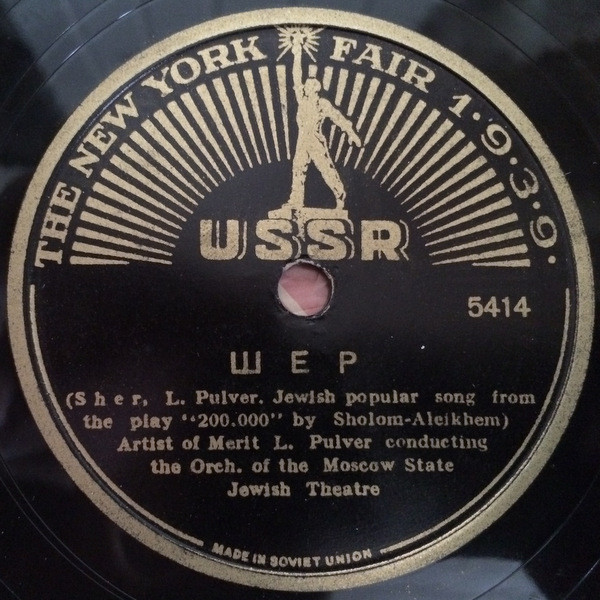 THE NEW YORK FAIR 1·9·3·9·
USSR
5414
ШЕР
(Sher, L. Pulver. Jewish popular song from
the play "200.000" by Sholom-Aleikhem)
Artist of Merit L. Pulver conducting
the Orch. of the Moscow State
Jewish Theatre
MADE IN SOVIET UNION